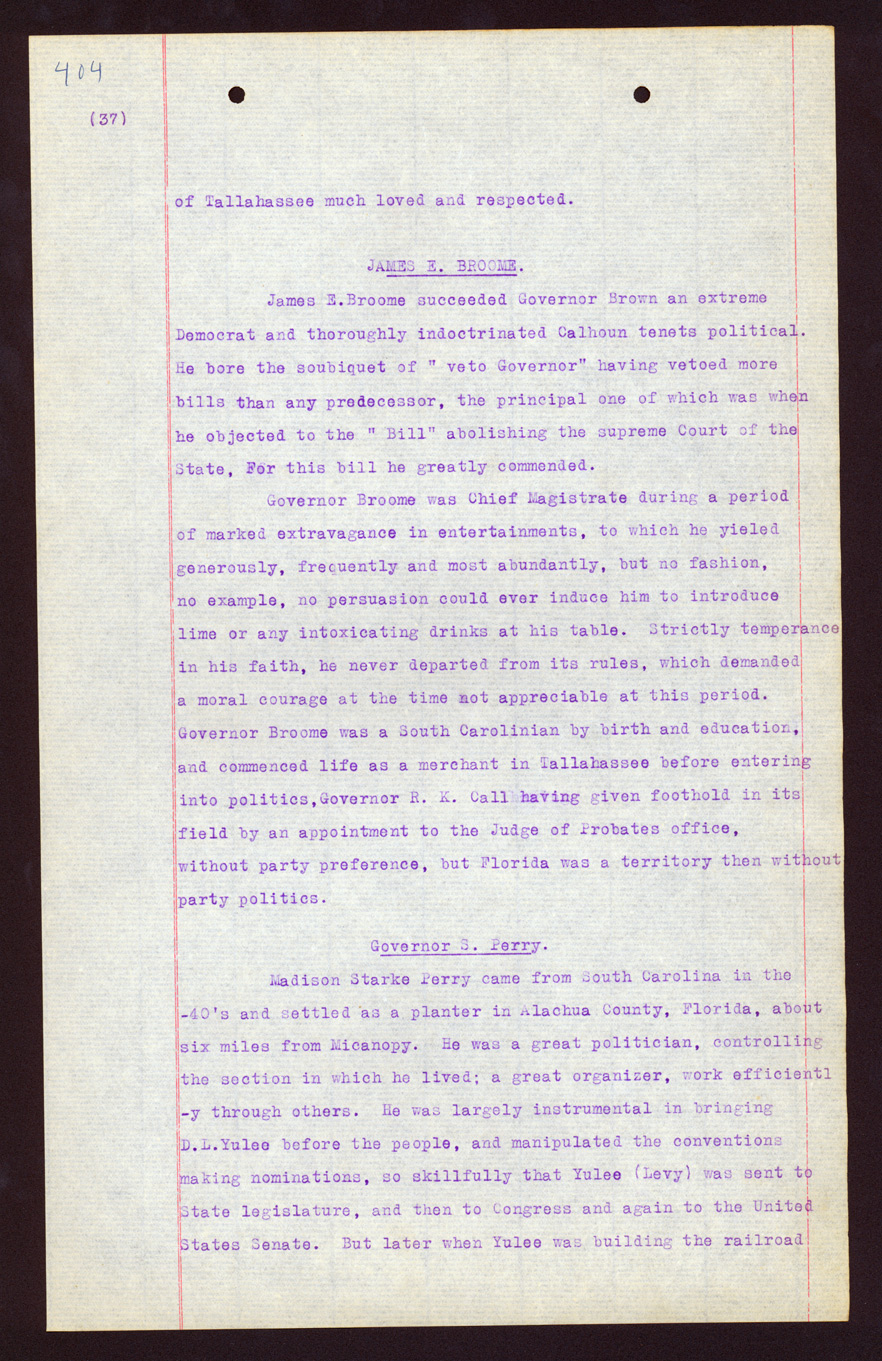 404
(37)
of Tallahassee much loved and respected.
JAMES E. BROOME.
James E.Broome succeeded Governor Brown an extreme
Democrat and thoroughly indoctrinated Calhoun tenets political.
He bore the soubiquet of " veto Governor" having vetoed more
bills than any predecessor, the principal one of which was when
he objected to the " Bill" abolishing the supreme Court of the
State, For this bill he greatly commended.
Governor Broome was Chief Magistrate during a period
of marked extravagance in entertainments, to which he yieled
generously, frequently and most abundantly, but no fashion,
no example, no persuasion could ever induce him to introduce
lime or any intoxicating drinks at his table. Strictly temperance
in his faith, he never departed from its rules, which demanded
a moral courage at the time not appreciable at this period.
Governor Broome was a South Carolinian by birth and education,
and commenced life as a merchant in Tallahassee before entering
into politics,Governor R. K. Call having given foothold in its
field by an appointment to the Judge of Probates office,
without party preference, but Florida was a territory then without
party politics.
Governor S. Perry.
Madison Starke Perry came from South Carolina in the
-40's and settled as a planter in Alachua County, Florida, about
six miles from Micanopy. He was a great politician, controlling
the section in which he lived; a great organizer, work efficientl
-y through others. He was largely instrumental in bringing
D.L.Yulee before the people, and manipulated the conventions
making nominations, so skillfully that Yulee (Levy) was sent to
State legislature, and then to Congress and again to the United
States Senate. But later when Yulee was building the railroad